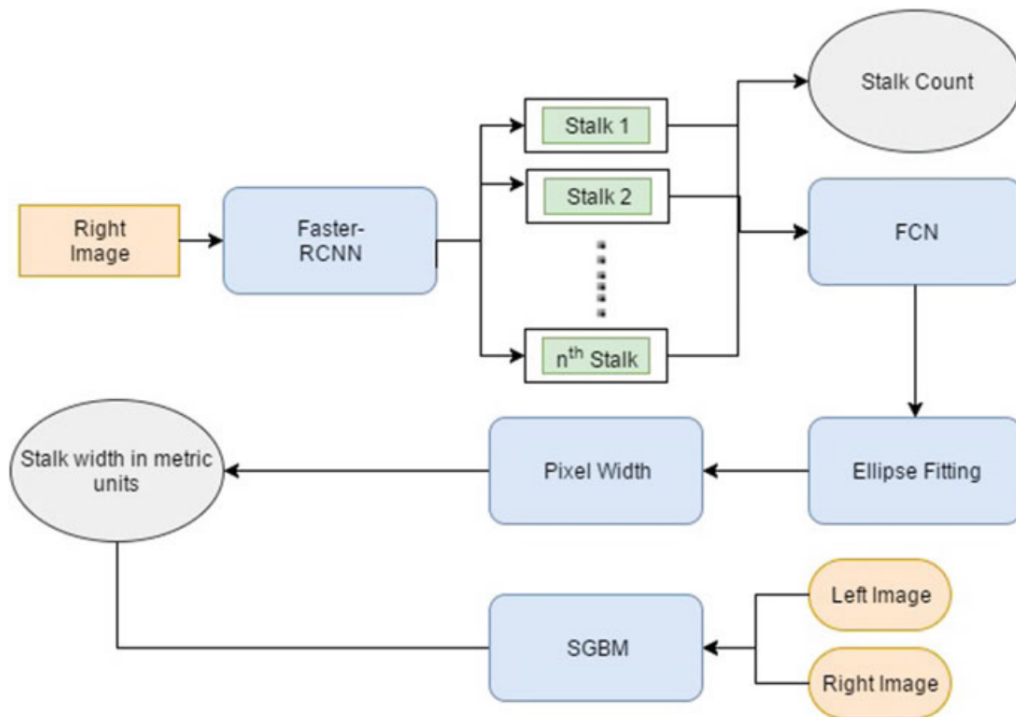 Stalk Count
Stalk 1
Stalk 2
Right
Image
Faster-
RCNN
FCN
nth Stalk
Stalk width in metric
units
Pixel Width
Ellipse Fitting
Left Image
SGBM
Right Image